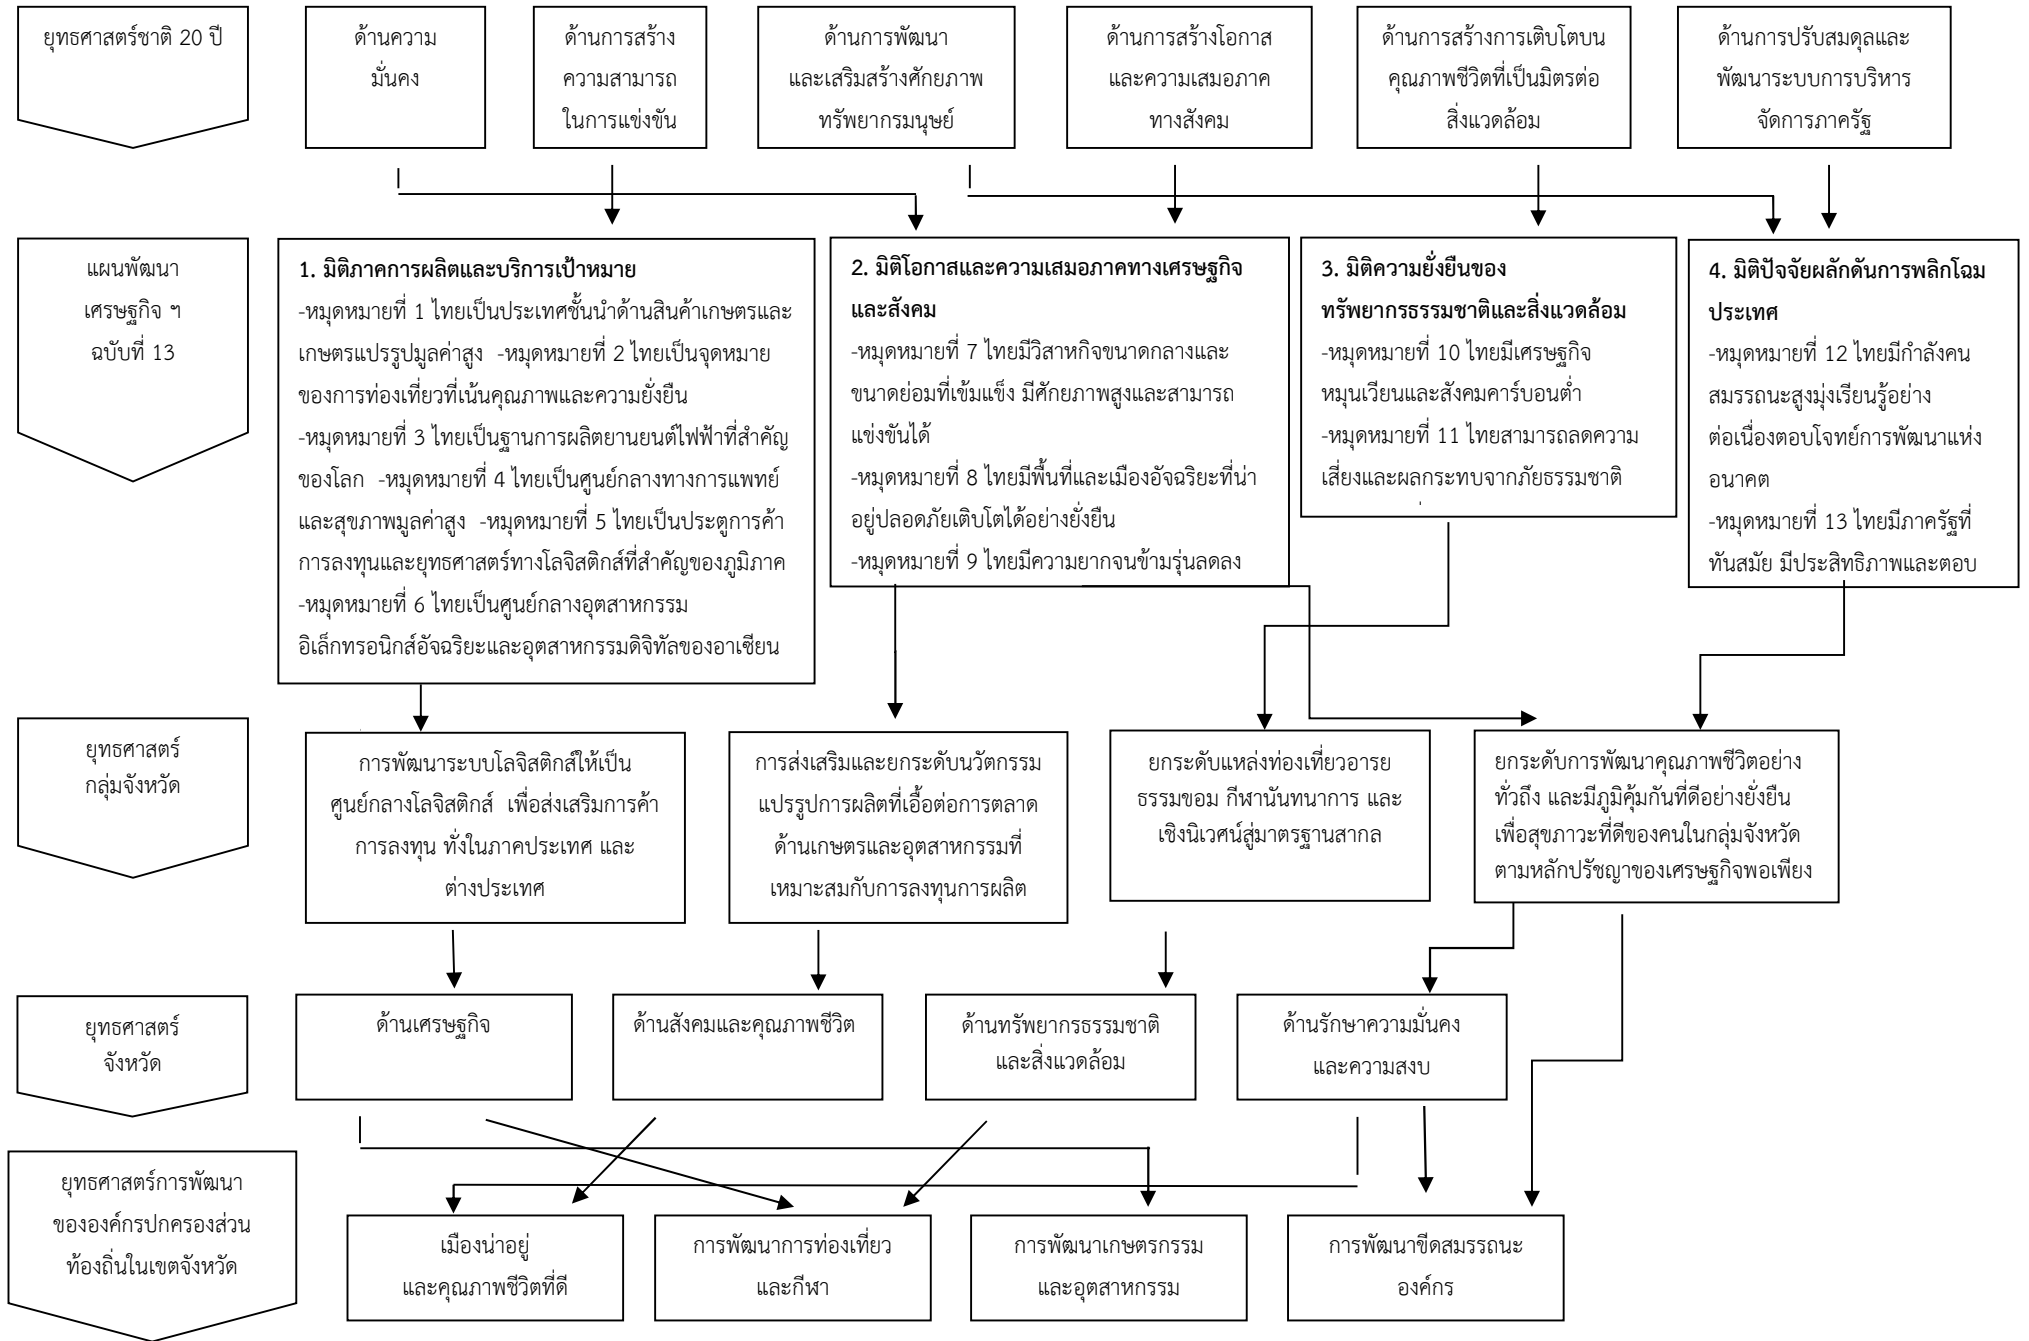 ยุทธศาสตร์ชาติ 20 ปี
ด้านความ
มั่นคง
ด้านการสร้าง
ความสามารถ
ในการแข่งขัน
ด้านการพัฒนา
และเสริมสร้างศักยภาพ
ทรัพยากรมนุษย์
ด้านการสร้างโอกาส
และความเสมอภาค
ทางสังคม
ด้านการสร้างการเติบโตบน
คุณภาพชีวิตที่เป็นมิตรต่อ
สิ่งแวดล้อม
ด้านการปรับสมดุลและ
พัฒนาระบบการบริหาร
จัดการภาครัฐ
แผนพัฒนา
เศรษฐกิจ ฯ
ฉบับที่ 13
1. มิติภาคการผลิตและบริการเป้าหมาย
-หมุดหมายที่ 1 ไทยเป็นประเทศชั้นนำด้านสินค้าเกษตรและ
เกษตรแปรรูปมูลค่าสูง -หมุดหมายที่ 2 ไทยเป็นจุดหมาย
ของการท่องเที่ยวที่เน้นคุณภาพและความยั่งยืน
-หมุดหมายที่ 3 ไทยเป็นฐานการผลิตยานยนต์ไฟฟ้าที่สำคัญ
ของโลก -หมุดหมายที่ 4 ไทยเป็นศูนย์กลางทางการแพทย์
และสุขภาพมูลค่าสูง -หมุดหมายที่ 5 ไทยเป็นประตูการค้า
การลงทุนและยุทธศาสตร์ทางโลจิสติกส์ที่สำคัญของภูมิภาค
-หมุดหมายที่ 6 ไทยเป็นศูนย์กลางอุตสาหกรรม
อิเล็กทรอนิกส์อัจฉริยะและอุตสาหกรรมดิจิทัลของอาเซียน
2. มิติโอกาสและความเสมอภาคทางเศรษฐกิจ
และสังคม
-หมุดหมายที่ 7 ไทยมีวิสาหกิจขนาดกลางและ
ขนาดย่อมที่เข้มแข็ง มีศักยภาพสูงและสามารถ
แข่งขันได้
-หมุดหมายที่ 8 ไทยมีพื้นที่และเมืองอัจฉริยะที่น่า
อยู่ปลอดภัยเติบโตได้อย่างยั่งยืน
-หมุดหมายที่ 9 ไทยมีความยากจนข้ามรุ่นลดลง
3. มิติความยั่งยืนของ
ทรัพยากรธรรมชาติและสิ่งแวดล้อม
-หมุดหมายที่ 10 ไทยมีเศรษฐกิจ
หมุนเวียนและสังคมคาร์บอนต่ำ
-หมุดหมายที่ 11 ไทยสามารถลดความ
เสี่ยงและผลกระทบจากภัยธรรมชาติ
4. มิติปัจจัยผลักดันการพลิกโฉม
ประเทศ
-หมุดหมายที่ 12 ไทยมีกำลังคน
สมรรถนะสูงมุ่งเรียนรู้อย่าง
ต่อเนื่องตอบโจทย์การพัฒนาแห่ง
อนาคต
-หมุดหมายที่ 13 ไทยมีภาครัฐที่
ทันสมัย มีประสิทธิภาพและตอบ
ยุทธศาสตร์
กลุ่มจังหวัด
การพัฒนาระบบโลจิสติกส์ให้เป็น
ศูนย์กลางโลจิสติกส์ เพื่อส่งเสริมการค้า
การลงทุน ทั่งในภาคประเทศ และ
ต่างประเทศ
การส่งเสริมและยกระดับนวัตกรรม
แปรรูปการผลิตที่เอื้อต่อการตลาด
ด้านเกษตรและอุตสาหกรรมที่
เหมาะสมกับการลงทุนการผลิต
ยกระดับแหล่งท่องเที่ยวอารย
ธรรมขอม กีฬานันทนาการ และ
เชิงนิเวศน์สู่มาตรฐานสากล
ยกระดับการพัฒนาคุณภาพชีวิตอย่าง
ทั่วถึง และมีภูมิคุ้มกันที่ดีอย่างยั่งยืน
เพื่อสุขภาวะที่ดีของคนในกลุ่มจังหวัด
ตามหลักปรัชญาของเศรษฐกิจพอเพียง
ยุทธศาสตร์
จังหวัด
ด้านเศรษฐกิจ
ด้านสังคมและคุณภาพชีวิต
ด้านทรัพยากรธรรมชาติ
และสิ่งแวดล้อม
ด้านรักษาความมั่นคง
และความสงบ
ยุทธศาสตร์การพัฒนา
ขององค์กรปกครองส่วน
ท้องถิ่นในเขตจังหวัด
เมืองน่าอยู่
และคุณภาพชีวิตที่ดี
การพัฒนาการท่องเที่ยว
และกีฬา
การพัฒนาเกษตรกรรม
และอุตสาหกรรม
การพัฒนาขีดสมรรถนะ
องค์กร